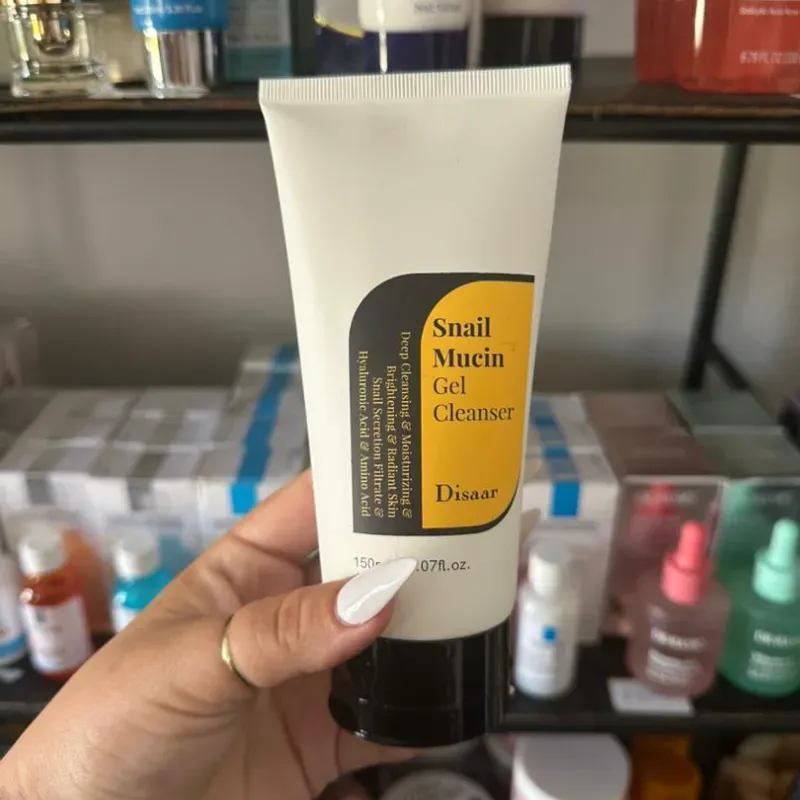 Snail
Mucin
Gel
Cleanser
Disaar
Deep Cleansing & Moisturizing &
Brightening & Radiant Skin
Snail Secretion Filtrate &
Hyaluronic Acid & Amino Acid
.07fl.oz.